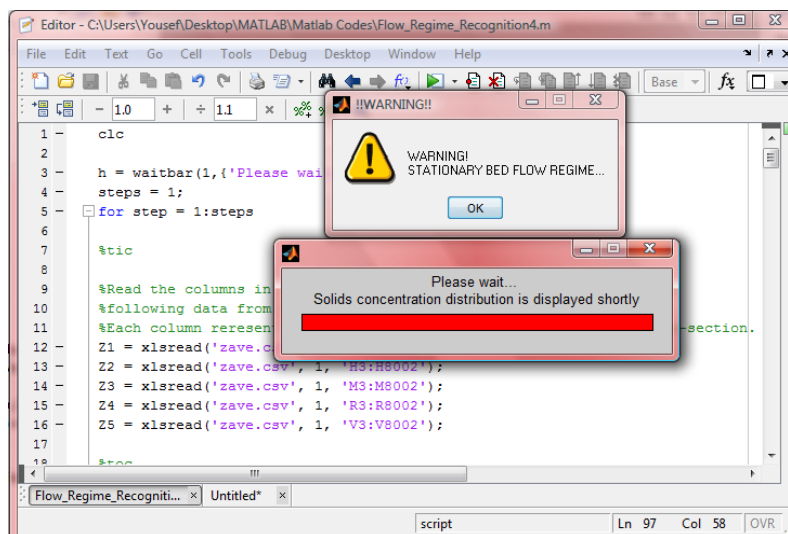 Editor - C:\Users\Yousef\Desktop\MATLAB\Matlab Codes\Flow_Regime_Recognition4.m
File Edit Text Go Cell Tools Debug Desktop Window Help
Base
fx
- 1.0 + ÷ 1.1 ×
!!WARNING!!
WARNING!
STATIONARY BED FLOW REGIME...
OK
Please wait...
Solids concentration distribution is displayed shortly
1 - clc
2
3 - h = waitbar(1,{'Please wai
4 - steps = 1;
5 - for step = 1:steps
6
7 %tic
8
9 %Read the columns in
10 %following data from
11 %Each column reresent -section.
12 - Z1 = xlsread('zave.cs
13 - Z2 = xlsread('zave.csv', 1, 'H3:H8002');
14 - Z3 = xlsread('zave.csv', 1, 'M3:M8002');
15 - Z4 = xlsread('zave.csv', 1, 'R3:R8002');
16 - Z5 = xlsread('zave.csv', 1, 'V3:V8002');
17
18 %toc
Flow_Regime_Recogniti... × Untitled* ×
script Ln 97 Col 58 OVR